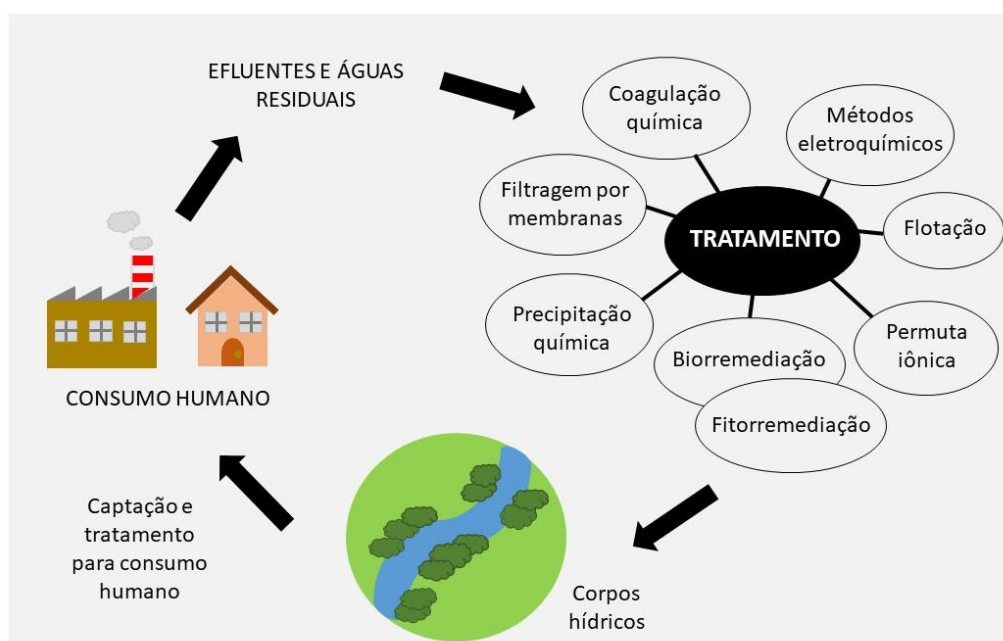 EFLUENTES E ÁGUAS
RESIDUAIS
Coagulação
química
Métodos
eletroquímicos
Filtragem por
membranas
TRATAMENTO
Flotação
Precipitação
química
Biorremediação
Permuta
iônica
Fitorremediação
CONSUMO HUMANO
Captação e
tratamento
para consumo
humano
Corpos
hídricos